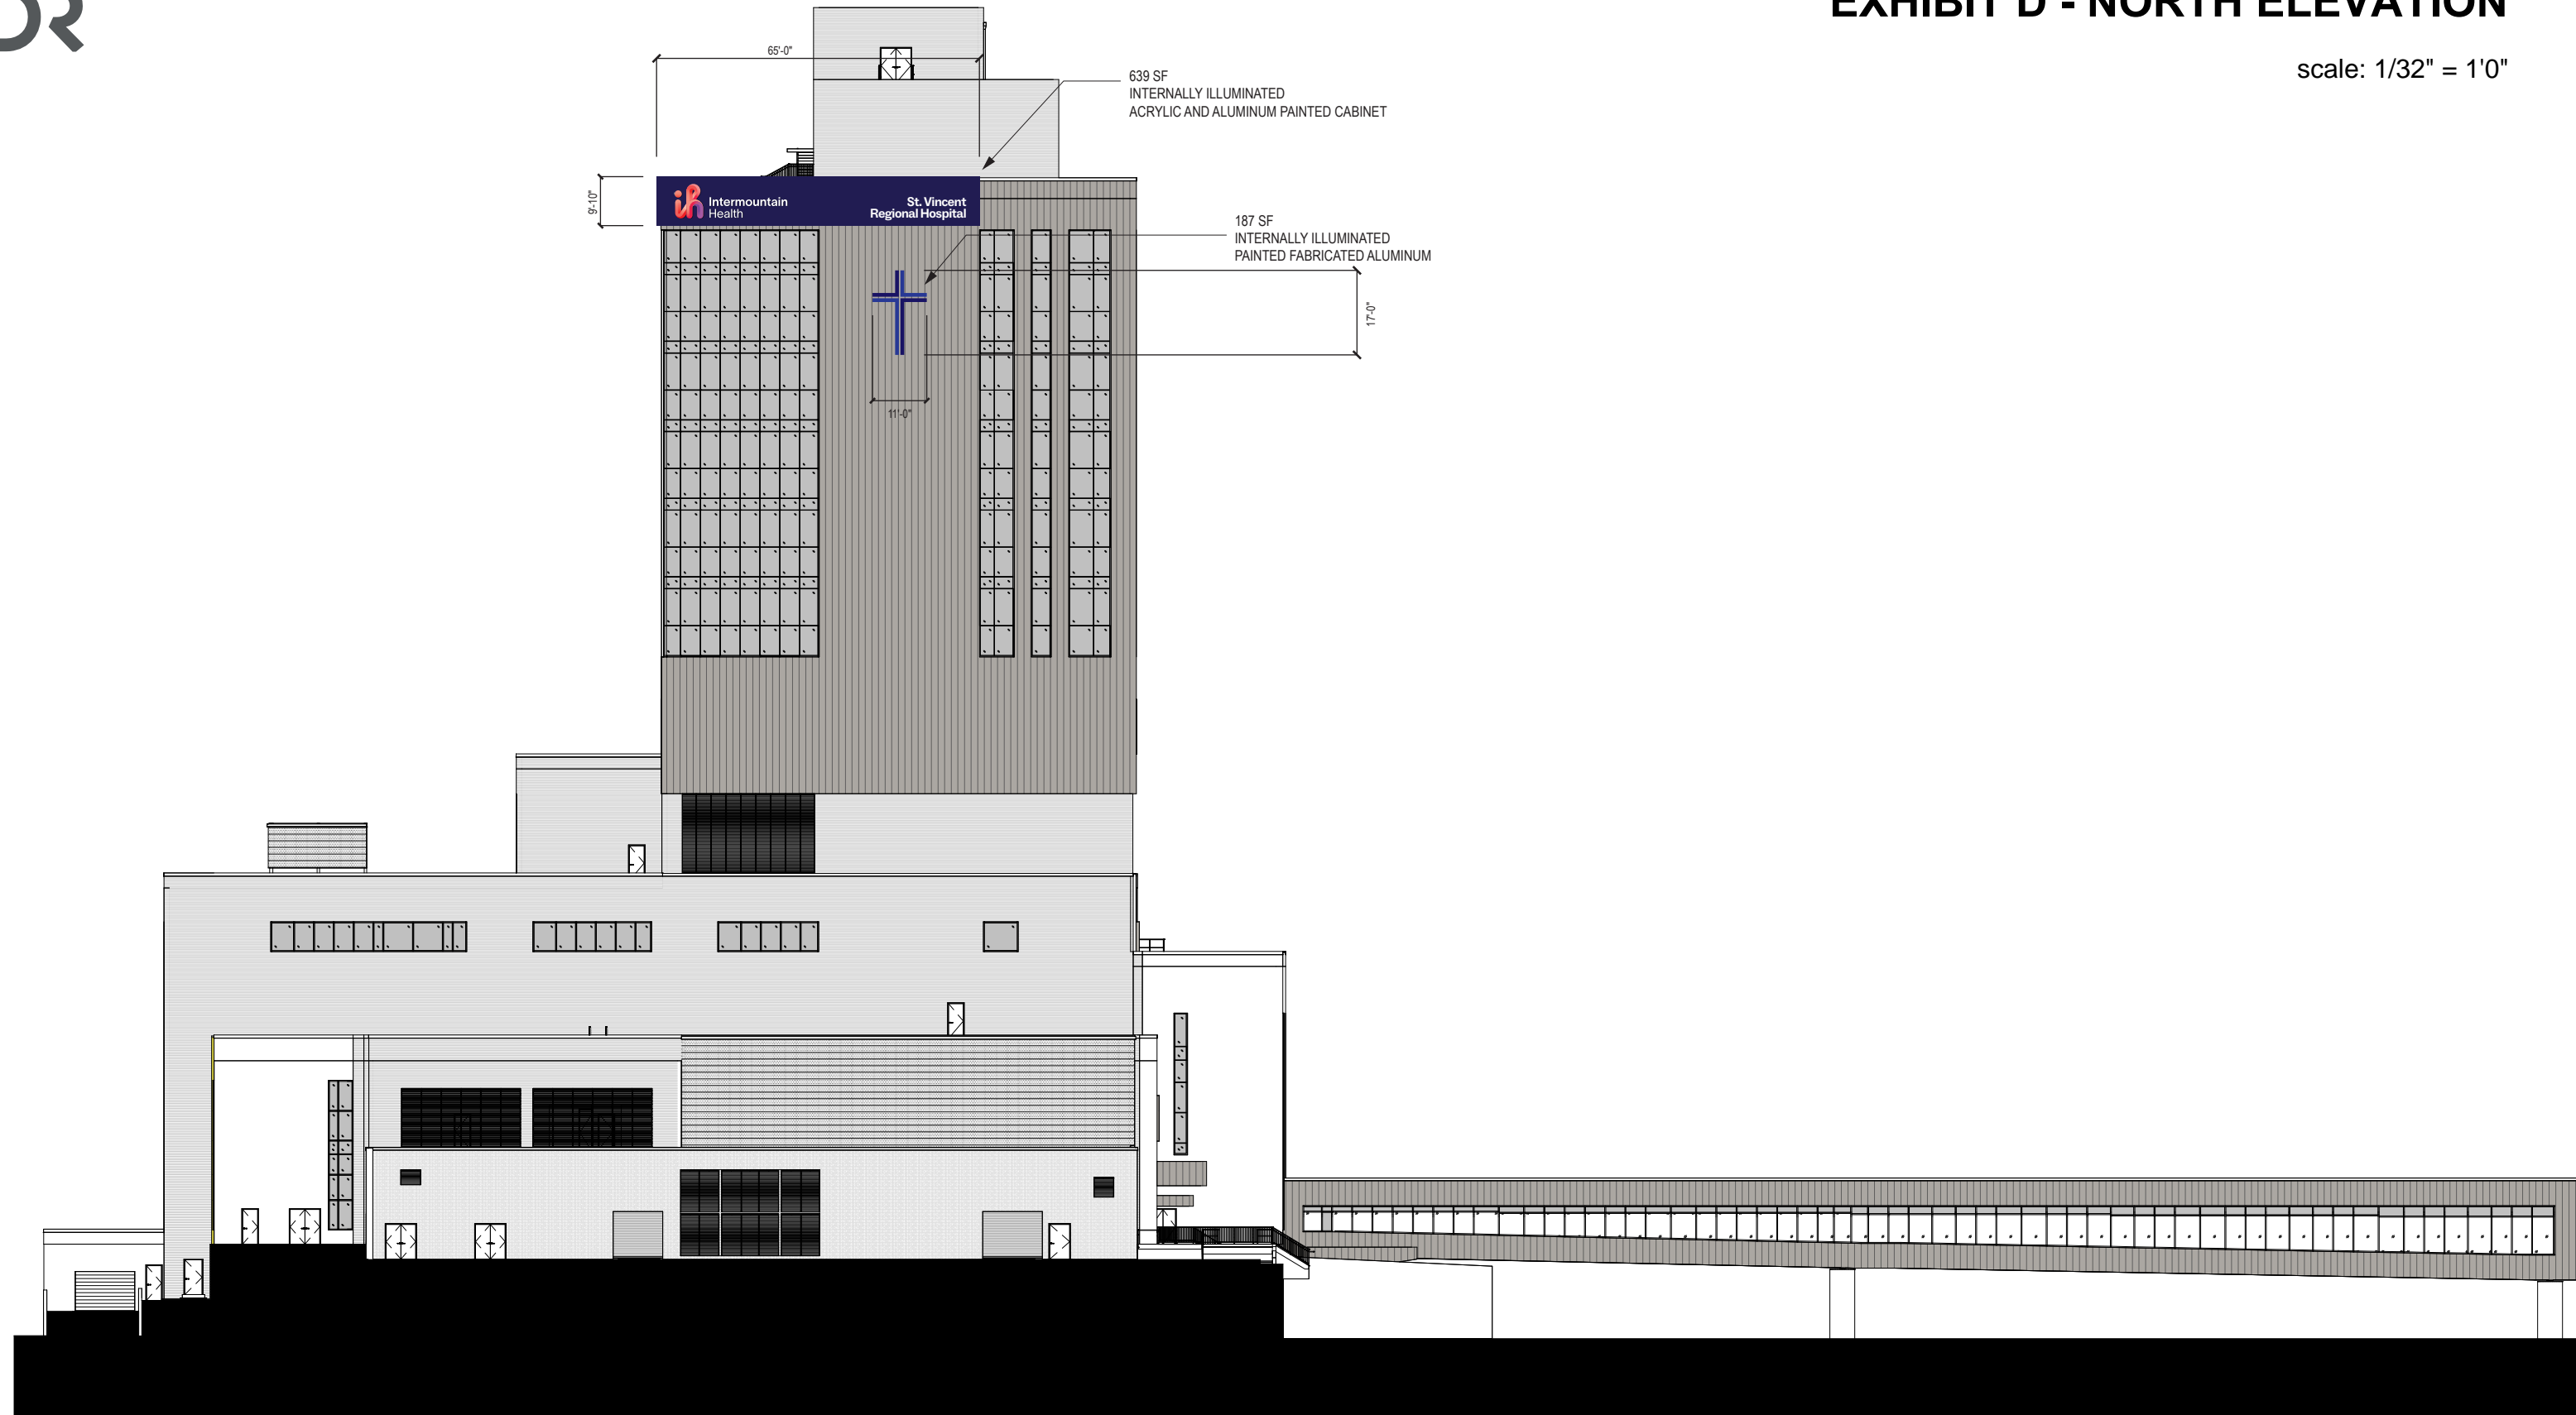 EXHIBIT D - NORTH ELEVATION
scale: 1/32" = 1'0"
65'-0"
639 SF
INTERNALLY ILLUMINATED
ACRYLIC AND ALUMINUM PAINTED CABINET
9'-10"
Intermountain
Health
St. Vincent
Regional Hospital
187 SF
INTERNALLY ILLUMINATED
PAINTED FABRICATED ALUMINUM
17'-0"
11'-0"